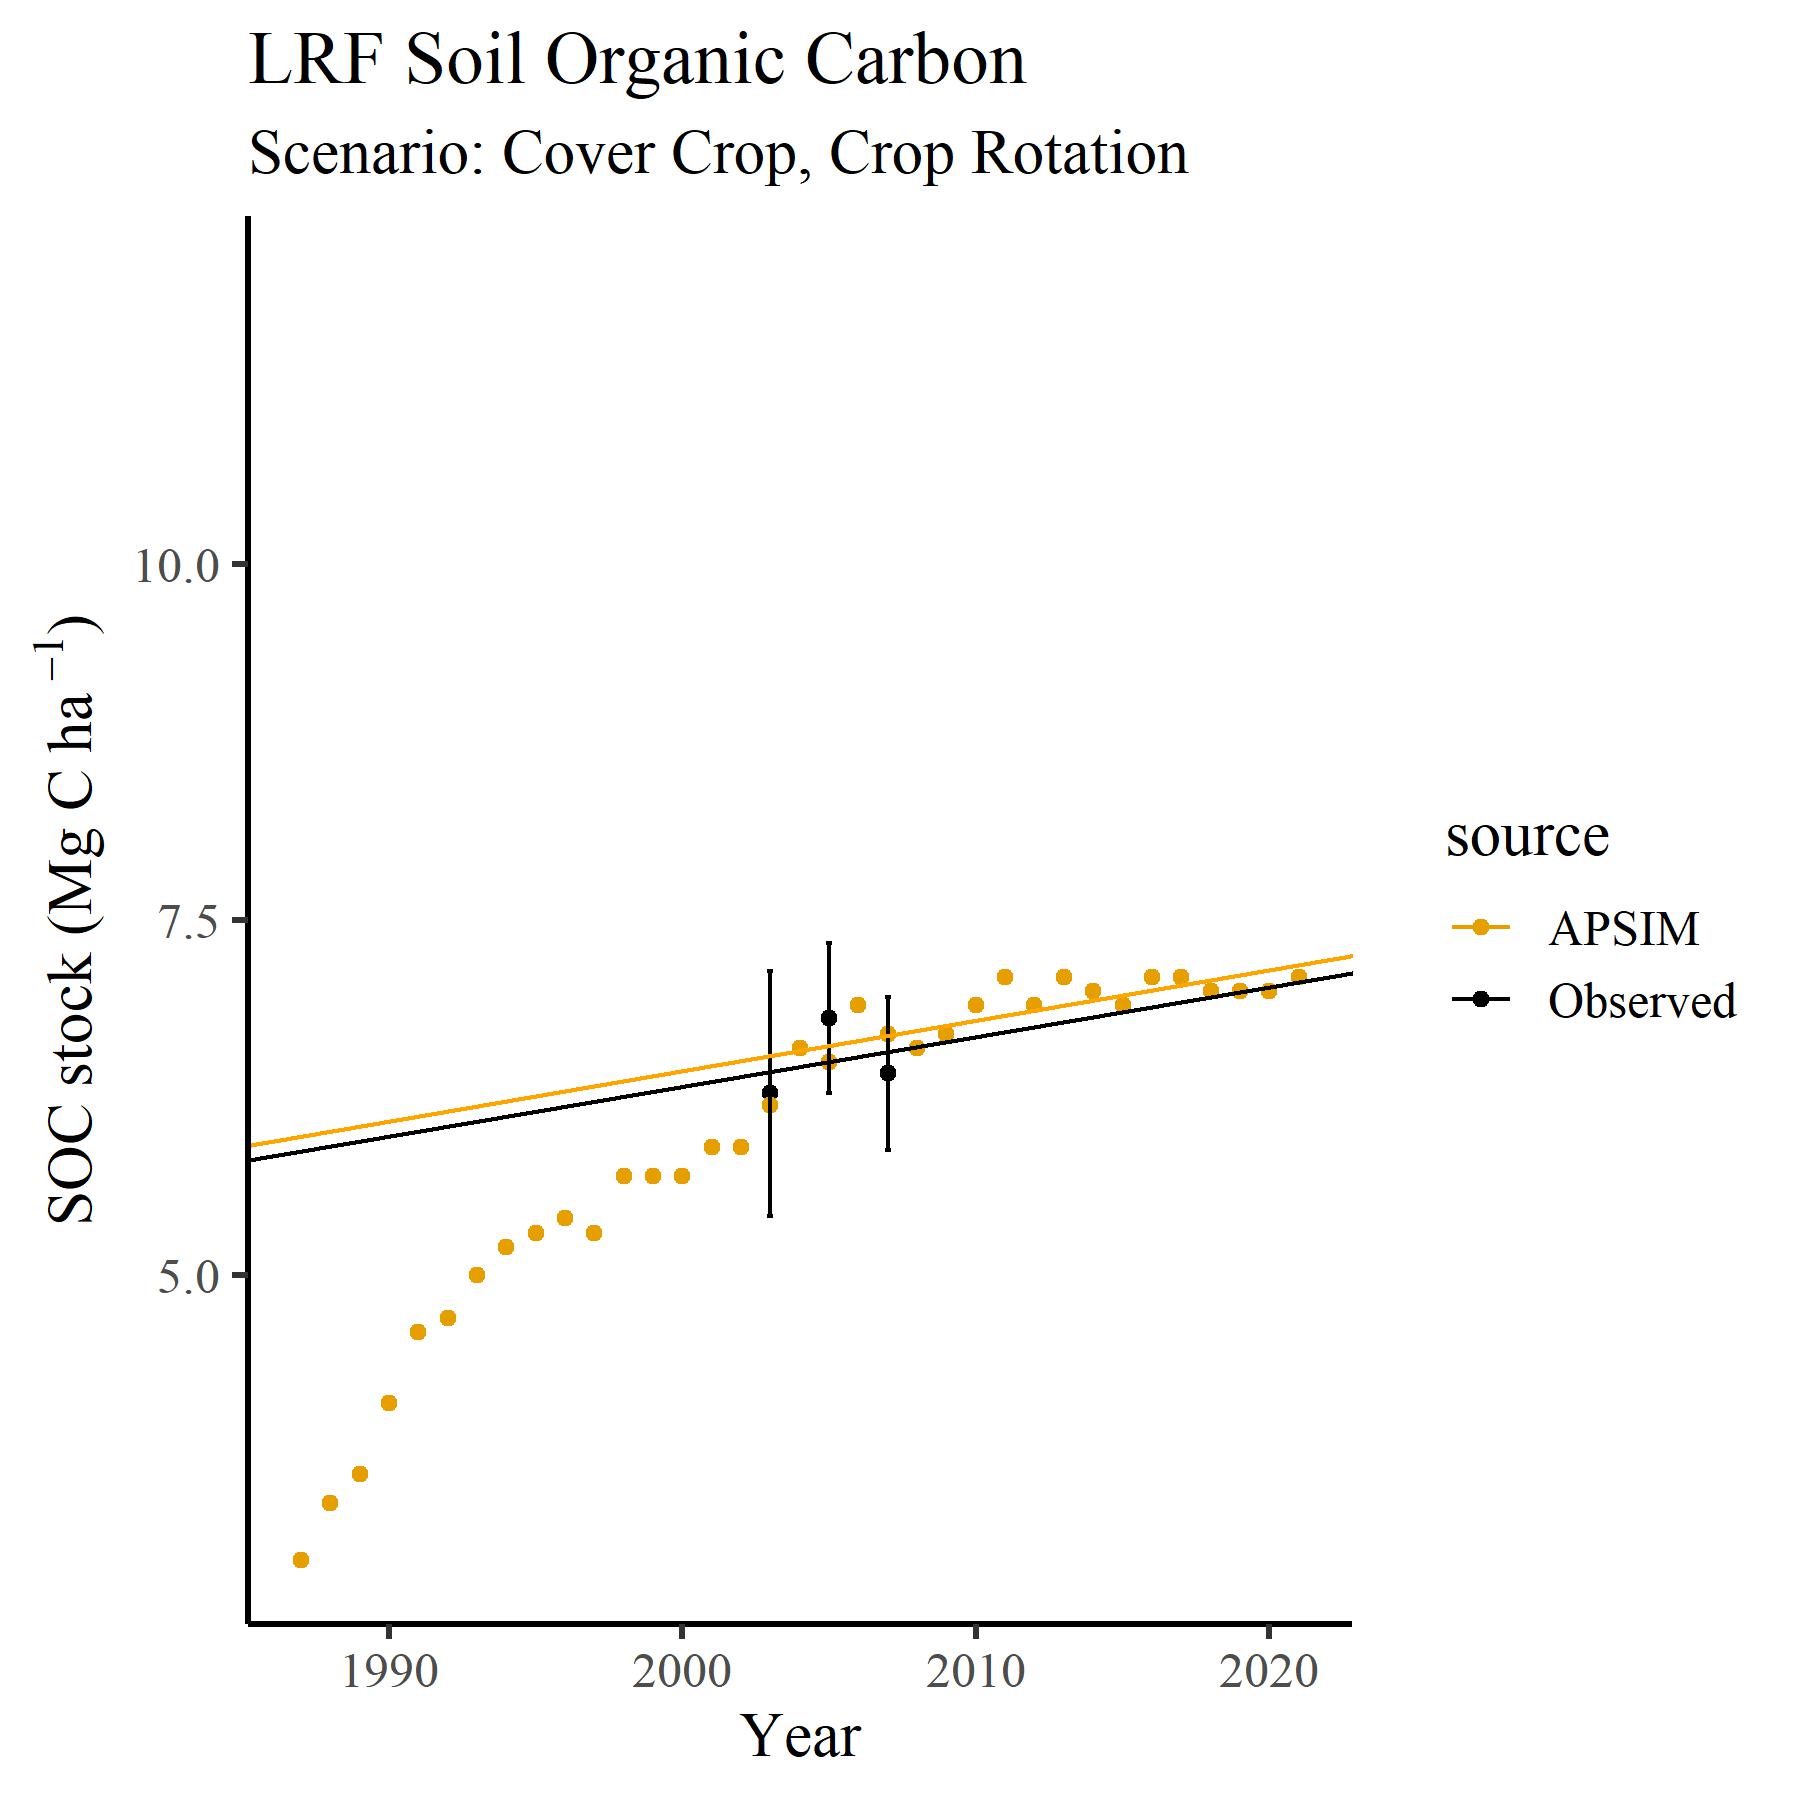 LRF Soil Organic Carbon
Scenario: Cover Crop, Crop Rotation
SOC stock (Mg C ha⁻¹)
10.0
7.5
5.0
source
APSIM
Observed
1990 2000 2010 2020
Year